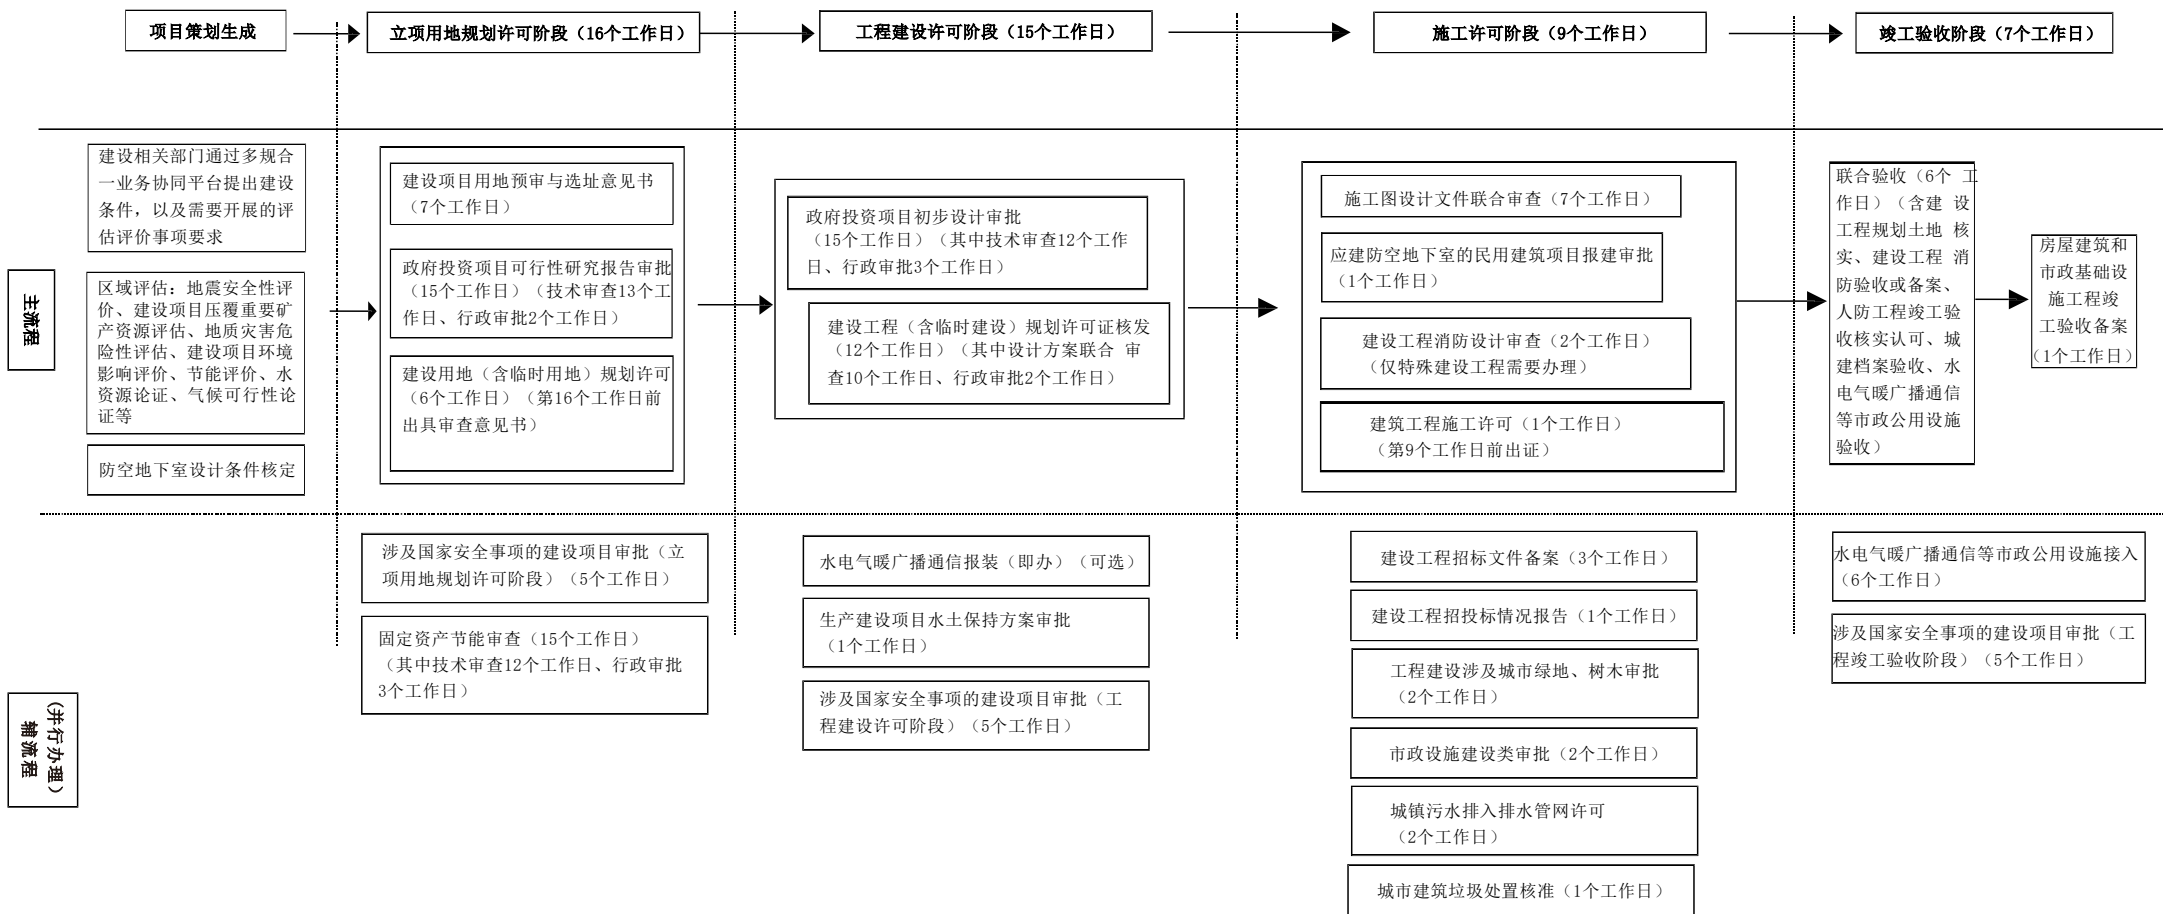 项目策划生成
立项用地规划许可阶段（16个工作日）
工程建设许可阶段（15个工作日）
施工许可阶段（9个工作日）
竣工验收阶段（7个工作日）
主流程
建设相关部门通过多规合
一业务协同平台提出建设
条件，以及需要开展的评
估评价事项要求
区域评估：地震安全性评
价、建设项目压覆重要矿
产资源评估、地质灾害危
险性评估、建设项目环境
影响评价、节能评价、水
资源论证、气候可行性论
证等
防空地下室设计条件核定
建设项目用地预审与选址意见书
（7个工作日）
政府投资项目可行性研究报告审批
（15个工作日）（技术审查13个工
作日、行政审批2个工作日）
建设用地（含临时用地）规划许可
（6个工作日）（第16个工作日前
出具审查意见书）
政府投资项目初步设计审批
（15个工作日）（其中技术审查12个工作
日、行政审批3个工作日）
建设工程（含临时建设）规划许可证核发
（12个工作日）（其中设计方案联合 审
查10个工作日、行政审批2个工作日）
施工图设计文件联合审查（7个工作日）
应建防空地下室的民用建筑项目报建审批
（1个工作日）
建设工程消防设计审查（2个工作日）
（仅特殊建设工程需要办理）
建筑工程施工许可（1个工作日）
（第9个工作日前出证）
联合验收（6个 工
作日）（含建 设
工程规划土地 核
实、建设工程 消
防验收或备案、
人防工程竣工验
收核实认可、城
建档案验收、水
电气暖广播通信
等市政公用设施
验收）
房屋建筑和
市政基础设
施工程竣
工验收备案
（1个工作日）
（并行办理）
辅流程
涉及国家安全事项的建设项目审批（立
项用地规划许可阶段）（5个工作日）
固定资产节能审查（15个工作日）
（其中技术审查12个工作日、行政审批
3个工作日）
水电气暖广播通信报装（即办）（可选）
生产建设项目水土保持方案审批
（1个工作日）
涉及国家安全事项的建设项目审批（工
程建设许可阶段）（5个工作日）
建设工程招标文件备案（3个工作日）
建设工程招投标情况报告（1个工作日）
工程建设涉及城市绿地、树木审批
（2个工作日）
市政设施建设类审批（2个工作日）
城镇污水排入排水管网许可
（2个工作日）
城市建筑垃圾处置核准（1个工作日）
水电气暖广播通信等市政公用设施接入
（6个工作日）
涉及国家安全事项的建设项目审批（工
程竣工验收阶段）（5个工作日）